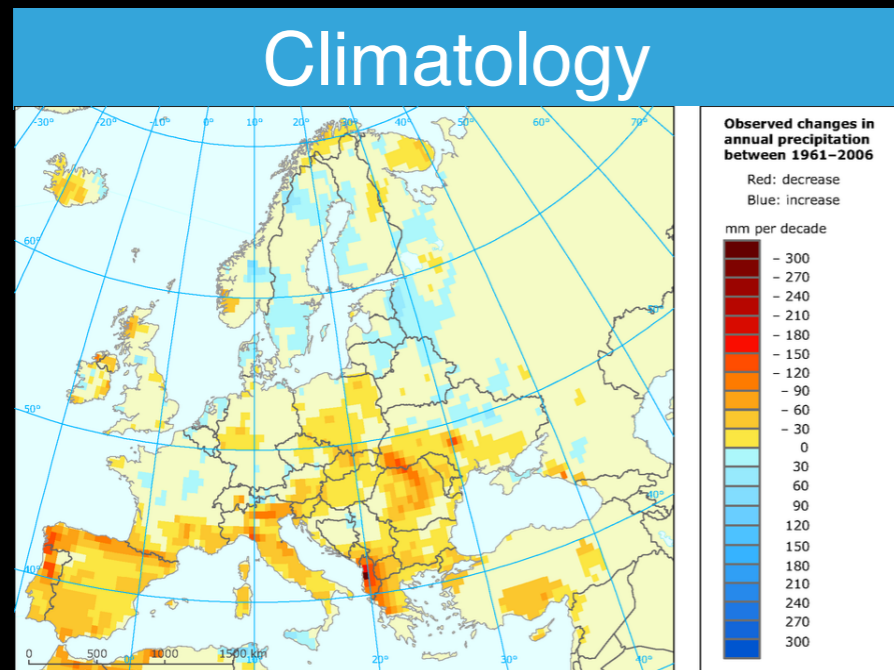 Climatology
-30° -20° -10° 0° 10° 20° 30° 40° 50° 60° 70°
60°
50°
40°
40°
0 500 1000 1500 km
20° 30° 40°
Observed changes in
annual precipitation
between 1961–2006
Red: decrease
Blue: increase
mm per decade
– 300
– 270
– 240
– 210
– 180
– 150
– 120
– 90
– 60
– 30
0
30
60
90
120
150
180
210
240
270
300